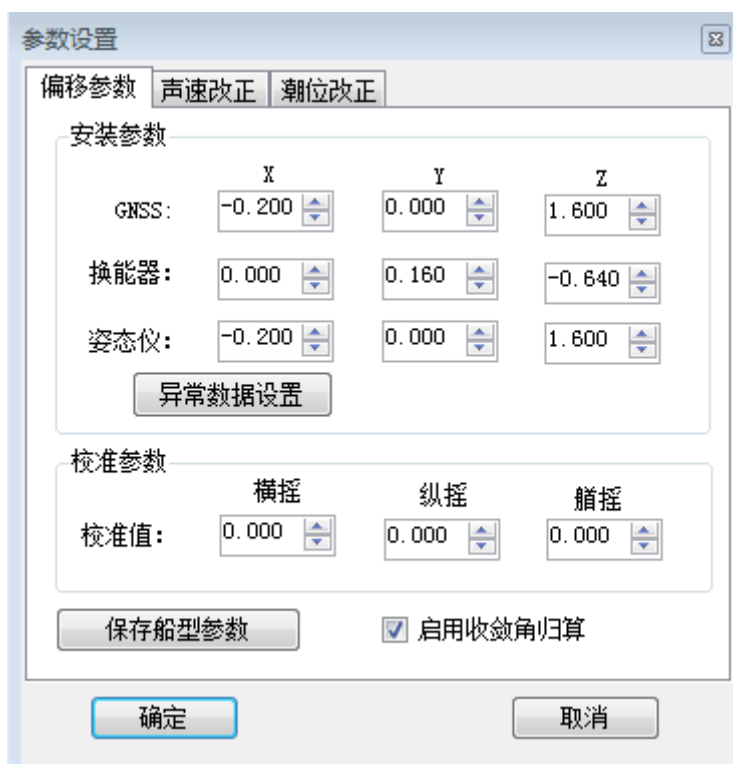 参数设置
偏移参数 声速改正 潮位改正
安装参数
X Y Z
GNSS: -0.200 0.000 1.600
换能器: 0.000 0.160 -0.640
姿态仪: -0.200 0.000 1.600
异常数据设置
校准参数
横摇 纵摇 艏摇
校准值: 0.000 0.000 0.000
保存船型参数 启用收敛角归算
确定 取消